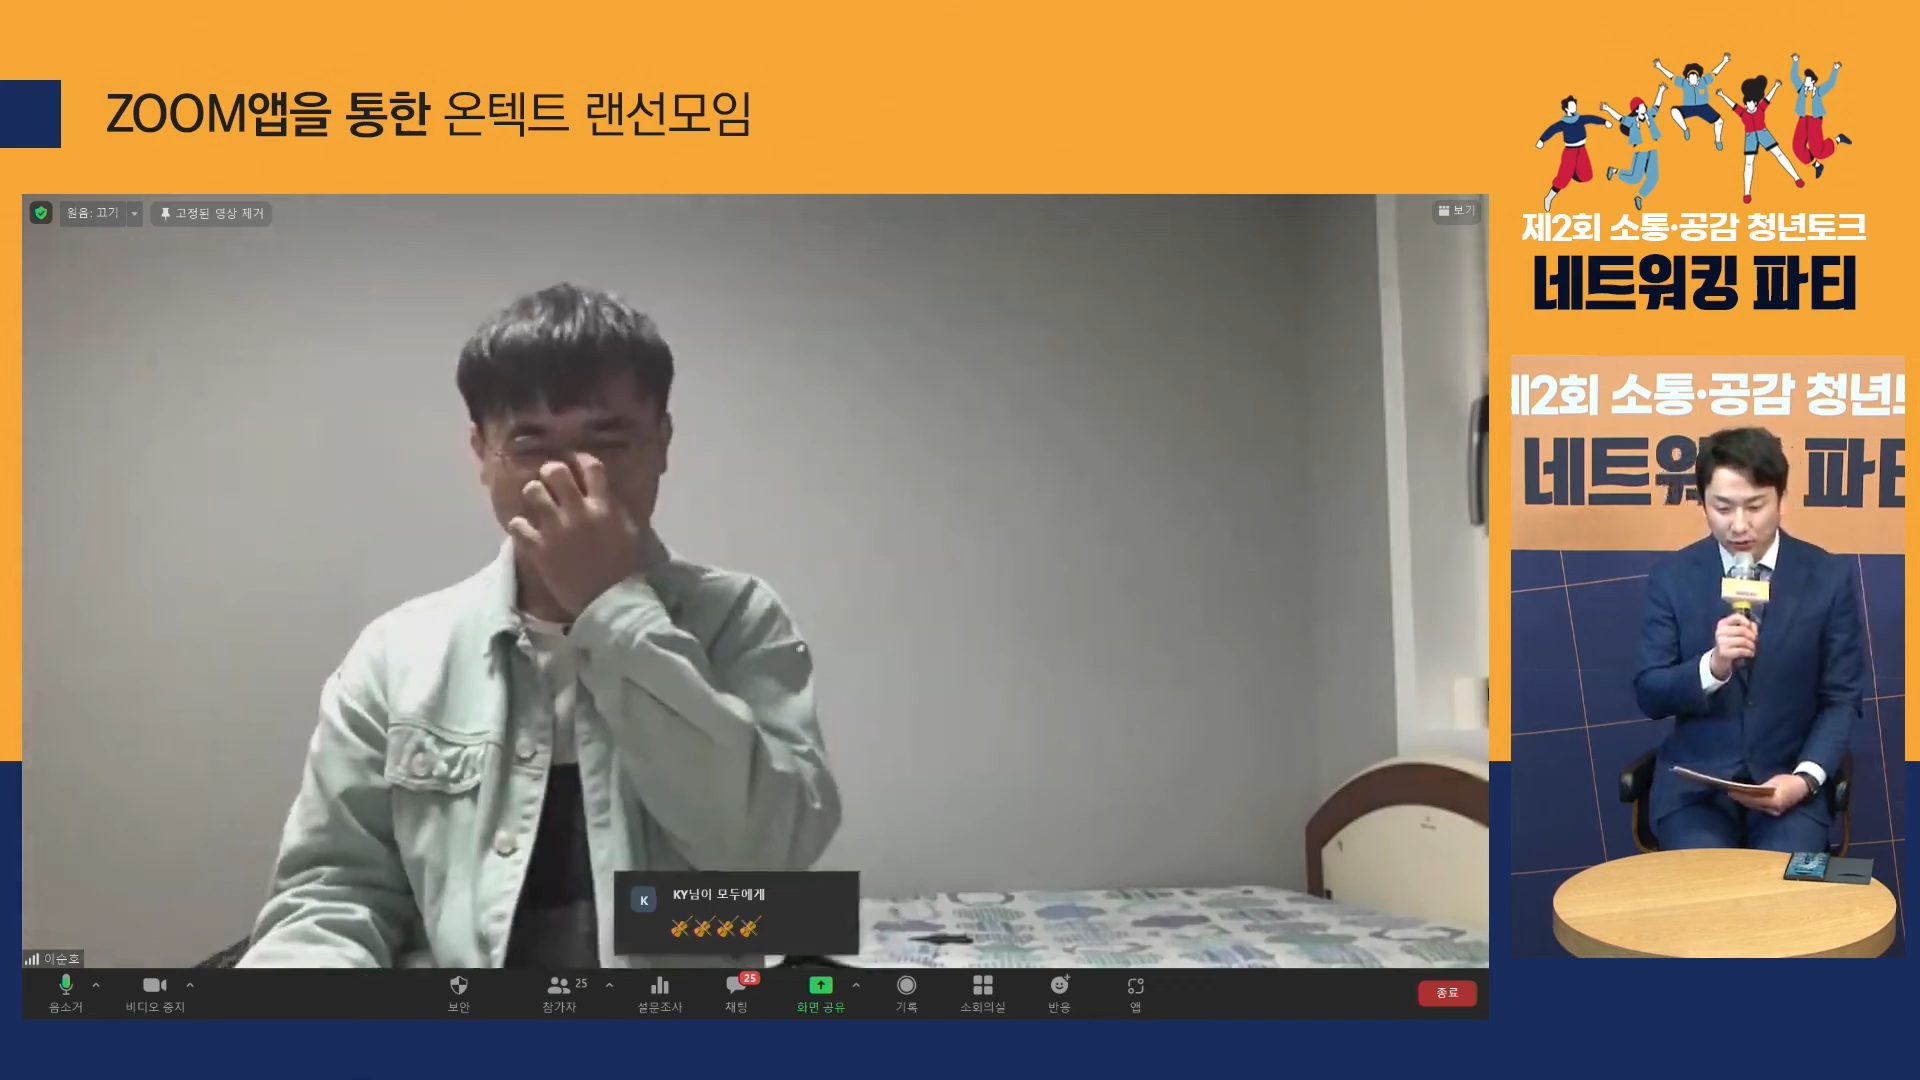 ZOOM앱을 통한 온텍트 랜선모임
제2회 소통·공감 청년토크
네트워킹 파티
원음: 끄기
고정된 영상 제거
보기
제2회 소통·공감 청년토
네트워 파티
K
KY님이 모두에게
이순호
음소거
비디오 중지
보안
참가자
25
설문조사
채팅
25
화면 공유
기록
소회의실
반응
앱
종료